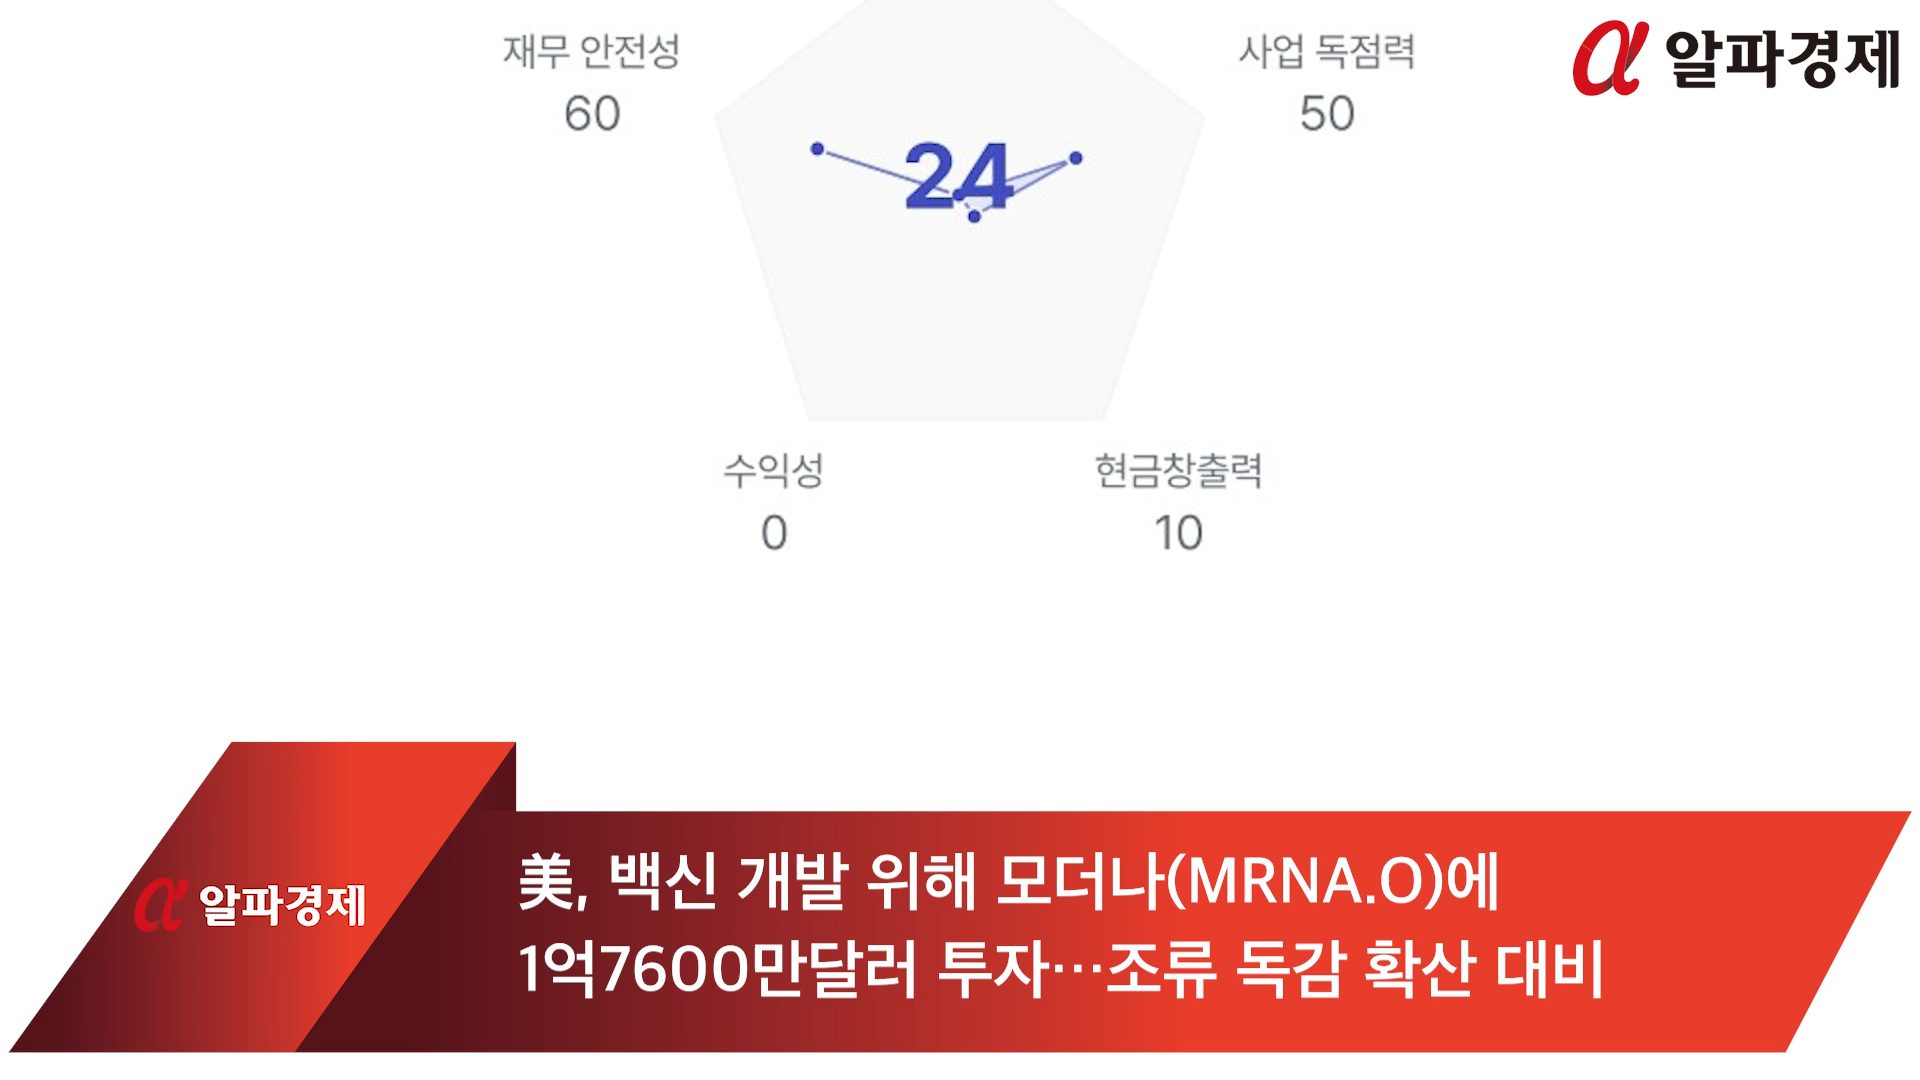 재무 안전성
60
사업 독점력
50
알파경제
24
수익성
0
현금창출력
10
알파경제
美, 백신 개발 위해 모더나(MRNA.O)에
1억7600만달러 투자…조류 독감 확산 대비